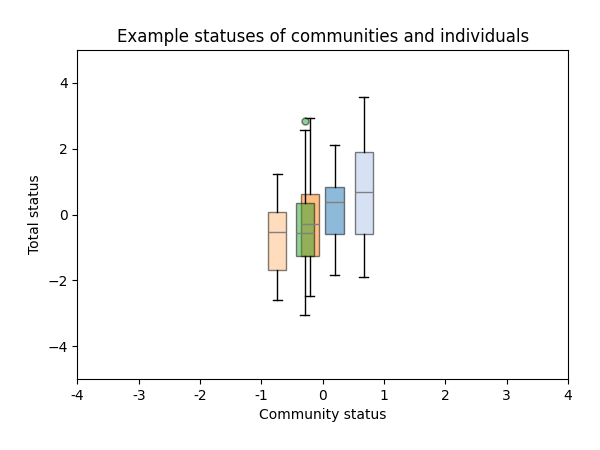 Example statuses of communities and individuals
4
2
0
−2
−4
Total status
-4 -3 -2 -1 0 1 2 3 4
Community status